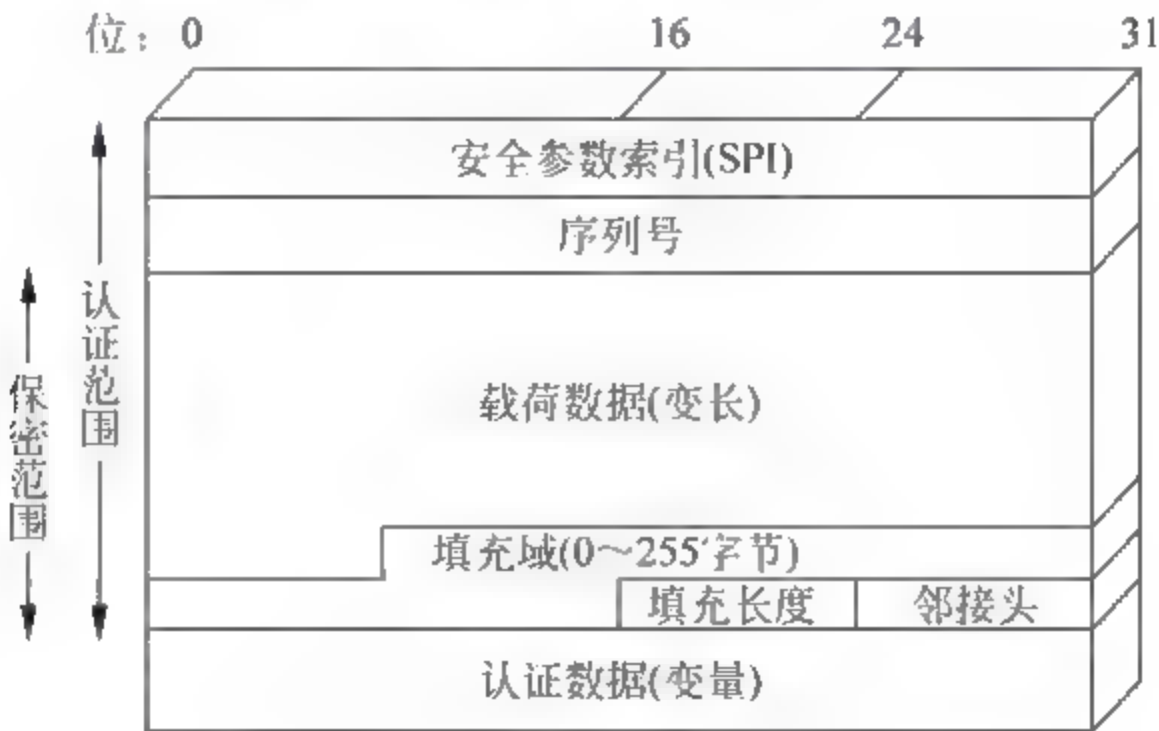 位: 0 16 24 31
安全参数索引(SPI)
序列号
认证范围
保密范围
载荷数据(变长)
填充域(0～255字节)
填充长度 邻接头
认证数据(变量)